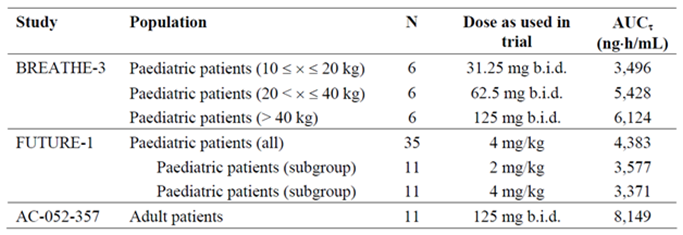 Study Population N Dose as used in trial AUCτ (ng·h/mL)
BREATHE-3 Paediatric patients (10 ≤ × ≤ 20 kg) 6 31.25 mg b.i.d. 3,496
Paediatric patients (20 < × ≤ 40 kg) 6 62.5 mg b.i.d. 5,428
Paediatric patients (> 40 kg) 6 125 mg b.i.d. 6,124
FUTURE-1 Paediatric patients (all) 35 4 mg/kg 4,383
Paediatric patients (subgroup) 11 2 mg/kg 3,577
Paediatric patients (subgroup) 11 4 mg/kg 3,371
AC-052-357 Adult patients 11 125 mg b.i.d. 8,149